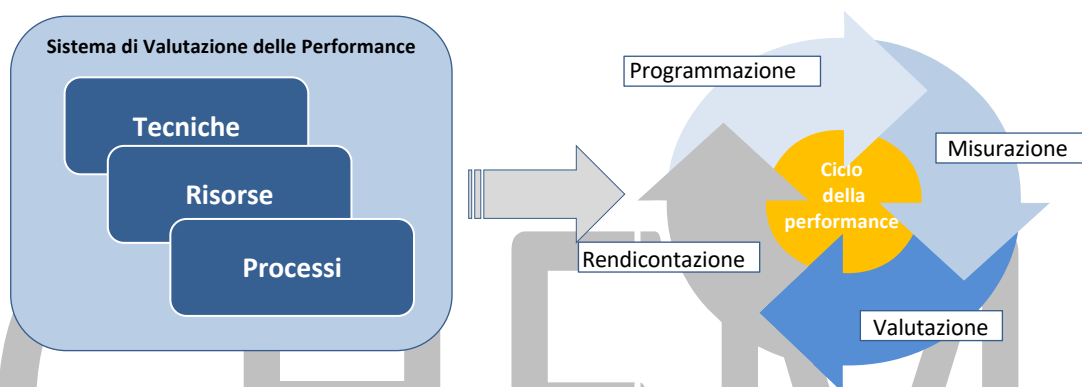 Sistema di Valutazione delle Performance
Tecniche
Risorse
Processi
Programmazione
Misurazione
Ciclo
della
performance
Rendicontazione
Valutazione